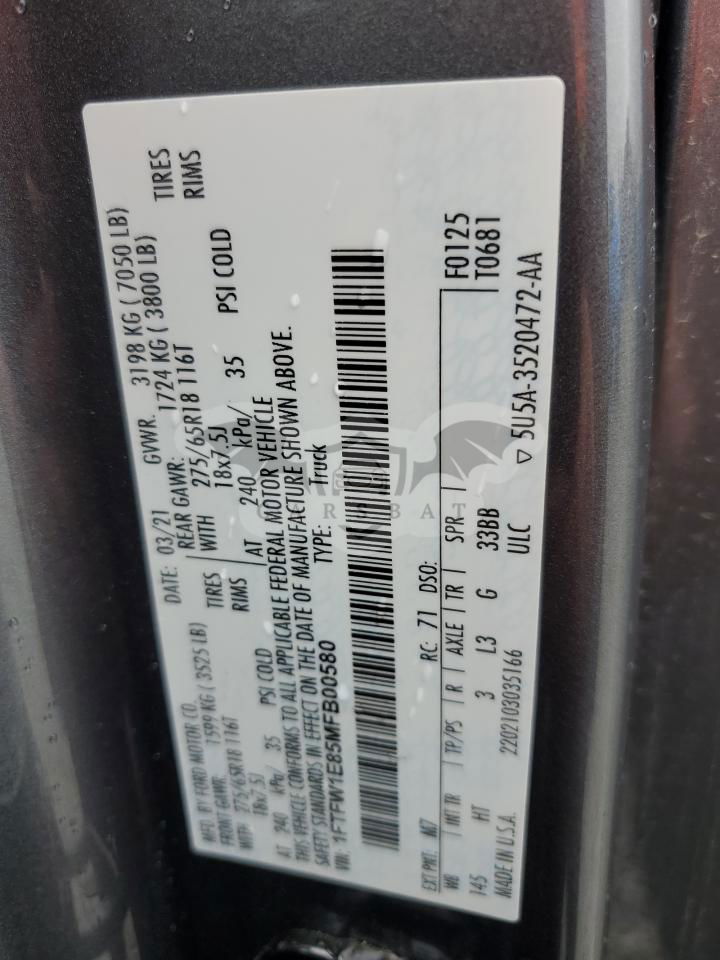 MFD. BY FORD MOTOR CO. DATE: 03/21 GVWR: 3198 KG ( 7050 LB)
FRONT GAWR: 1599 KG ( 3525 LB) REAR GAWR: 1724 KG ( 3800 LB)
WITH 275/65R18 116T TIRES WITH 275/65R18 116T TIRES
18x7.5J RIMS 18x7.5J RIMS
AT 240 kPa/ 35 PSI COLD AT 240 kPa/ 35 PSI COLD
THIS VEHICLE CONFORMS TO ALL APPLICABLE FEDERAL MOTOR VEHICLE
SAFETY STANDARDS IN EFFECT ON THE DATE OF MANUFACTURE SHOWN ABOVE.
VIN: 1FTFW1E85MFB00580 TYPE: Truck
EXT PNT: M7 RC: 71 DSO: F0125
WB INT TR TP/PS R AXLE TR SPR T0681
145 HT 3 L3 G 33BB
MADE IN U.S.A. 2202103035166 ULC ▽ 5U5A-3520472-AA